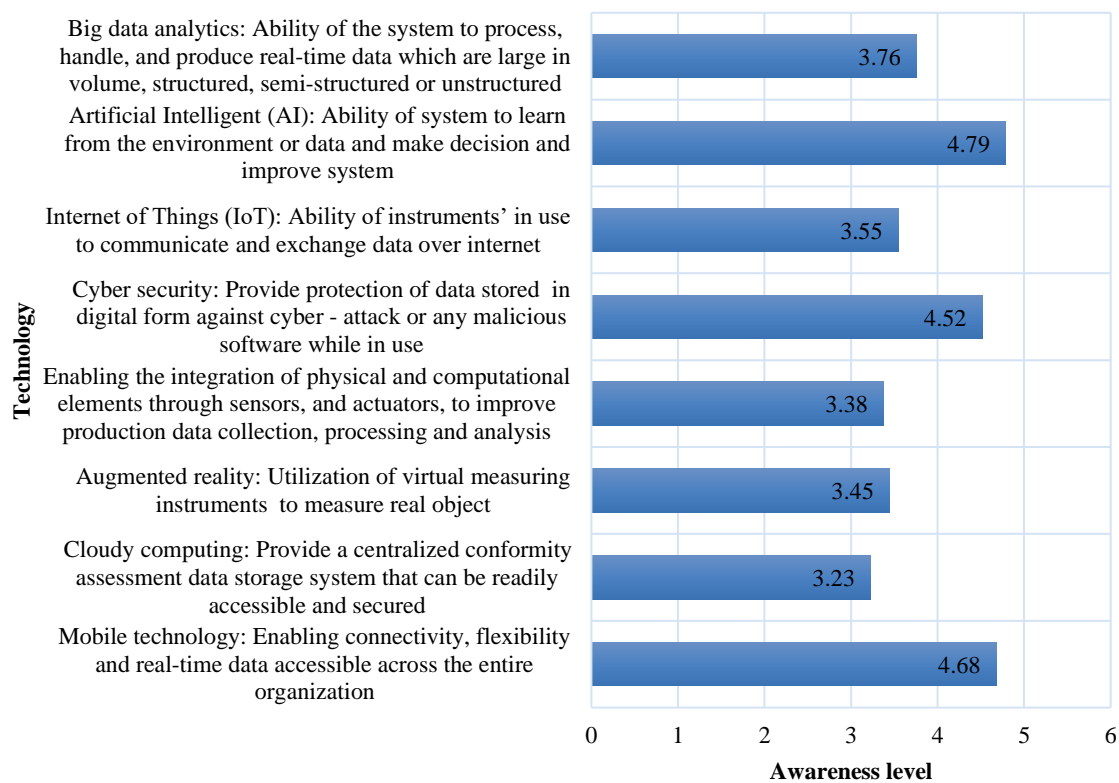 Big data analytics: Ability of the system to process,
handle, and produce real-time data which are large in
volume, structured, semi-structured or unstructured
3.76
Artificial Intelligent (AI): Ability of system to learn
from the environment or data and make decision and
improve system
4.79
Internet of Things (IoT): Ability of instruments’ in use
to communicate and exchange data over internet
3.55
Cyber security: Provide protection of data stored in
digital form against cyber - attack or any malicious
software while in use
4.52
Enabling the integration of physical and computational
elements through sensors, and actuators, to improve
production data collection, processing and analysis
3.38
Augmented reality: Utilization of virtual measuring
instruments to measure real object
3.45
Cloudy computing: Provide a centralized conformity
assessment data storage system that can be readily
accessible and secured
3.23
Mobile technology: Enabling connectivity, flexibility
and real-time data accessible across the entire
organization
4.68
Technology
0 1 2 3 4 5 6
Awareness level